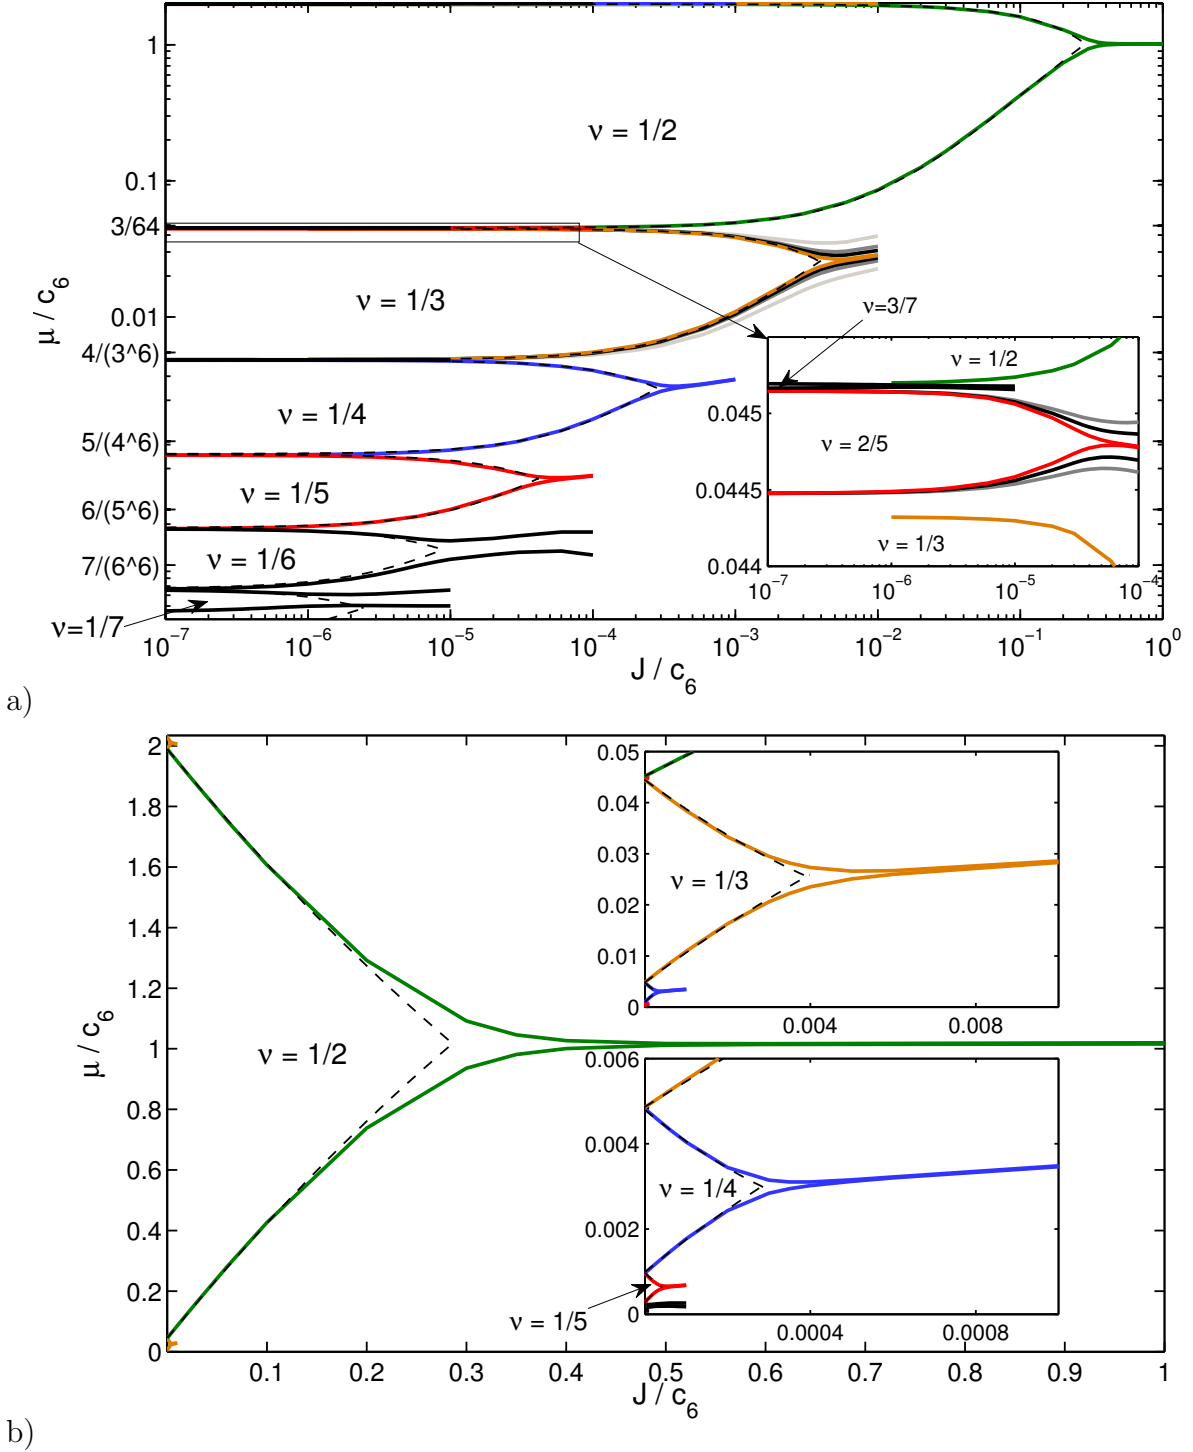 1
0.1
3/64
0.01
4/(3^6)
5/(4^6)
6/(5^6)
7/(6^6)
μ / c₆
ν = 1/2
ν = 1/3
ν = 1/4
ν = 1/5
ν = 1/6
ν=1/7
ν=3/7
ν = 1/2
0.045
ν = 2/5
0.0445
ν = 1/3
0.044
10⁻⁷ 10⁻⁶ 10⁻⁵ 10⁻⁴
10⁻⁷ 10⁻⁶ 10⁻⁵ 10⁻⁴ 10⁻³ 10⁻² 10⁻¹ 10⁰
J / c₆
a)
2
1.8
1.6
1.4
1.2
1
0.8
0.6
0.4
0.2
0
μ / c₆
ν = 1/2
0.05
0.04
0.03
ν = 1/3
0.02
0.01
0
0.004 0.008
0.006
0.004
ν = 1/4
0.002
0
ν = 1/5
0.0004 0.0008
0.1 0.2 0.3 0.4 0.5 0.6 0.7 0.8 0.9 1
J / c₆
b)